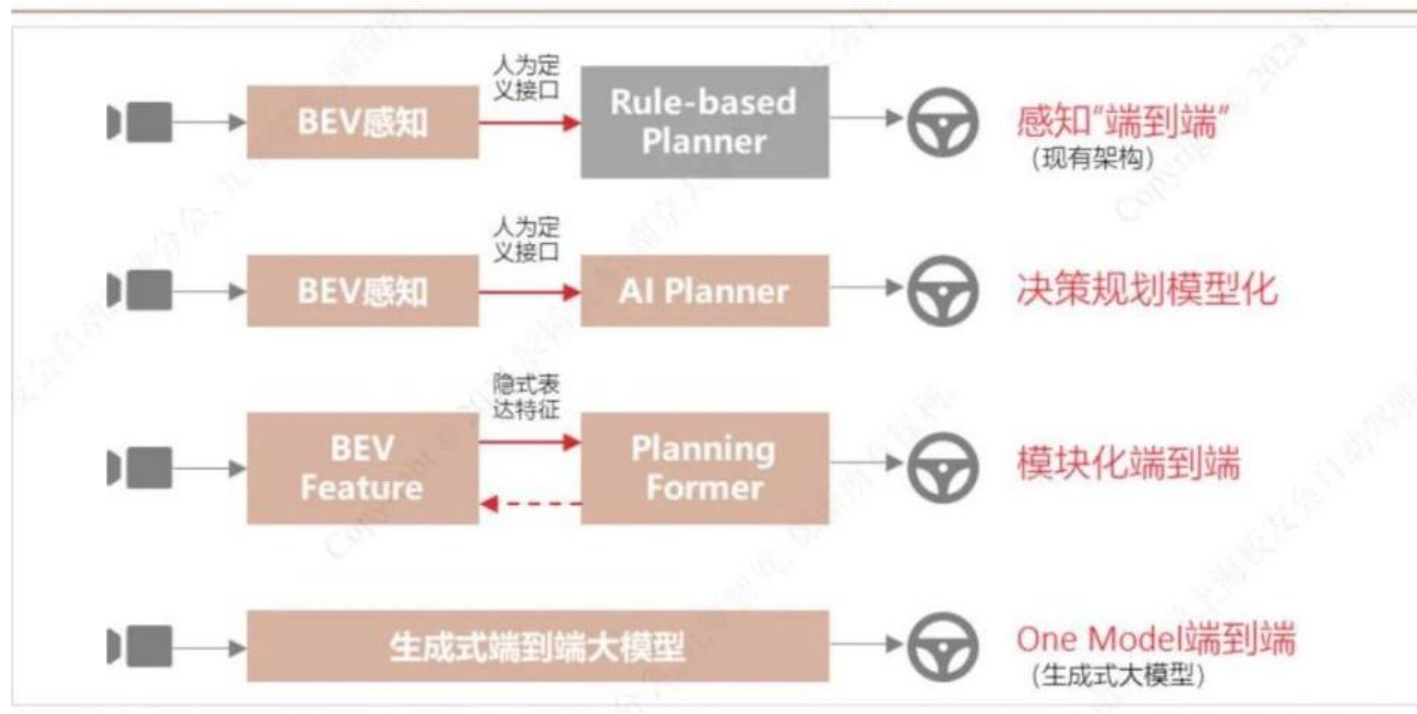 人为定
义接口
BEV感知
Rule-based
Planner
感知“端到端”
（现有架构）
人为定
义接口
BEV感知
AI Planner
决策规划模型化
隐式表
达特征
BEV
Feature
Planning
Former
模块化端到端
生成式端到端大模型
One Model端到端
（生成式大模型）